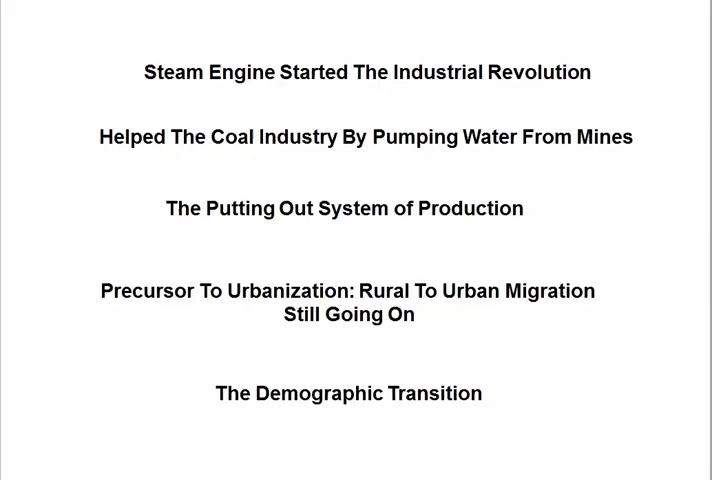 Steam Engine Started The Industrial Revolution
Helped The Coal Industry By Pumping Water From Mines
The Putting Out System of Production
Precursor To Urbanization: Rural To Urban Migration
Still Going On
The Demographic Transition